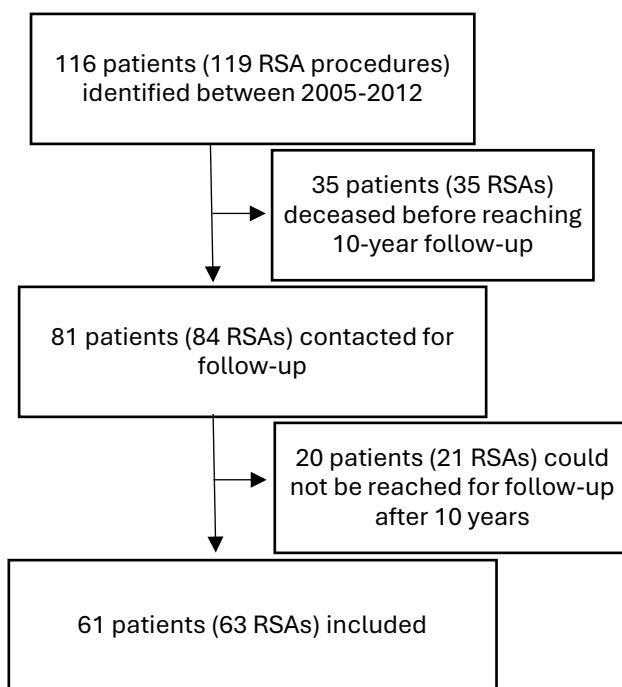 116 patients (119 RSA procedures)
identified between 2005-2012
35 patients (35 RSAs)
deceased before reaching
10-year follow-up
81 patients (84 RSAs) contacted for
follow-up
20 patients (21 RSAs) could
not be reached for follow-up
after 10 years
61 patients (63 RSAs) included